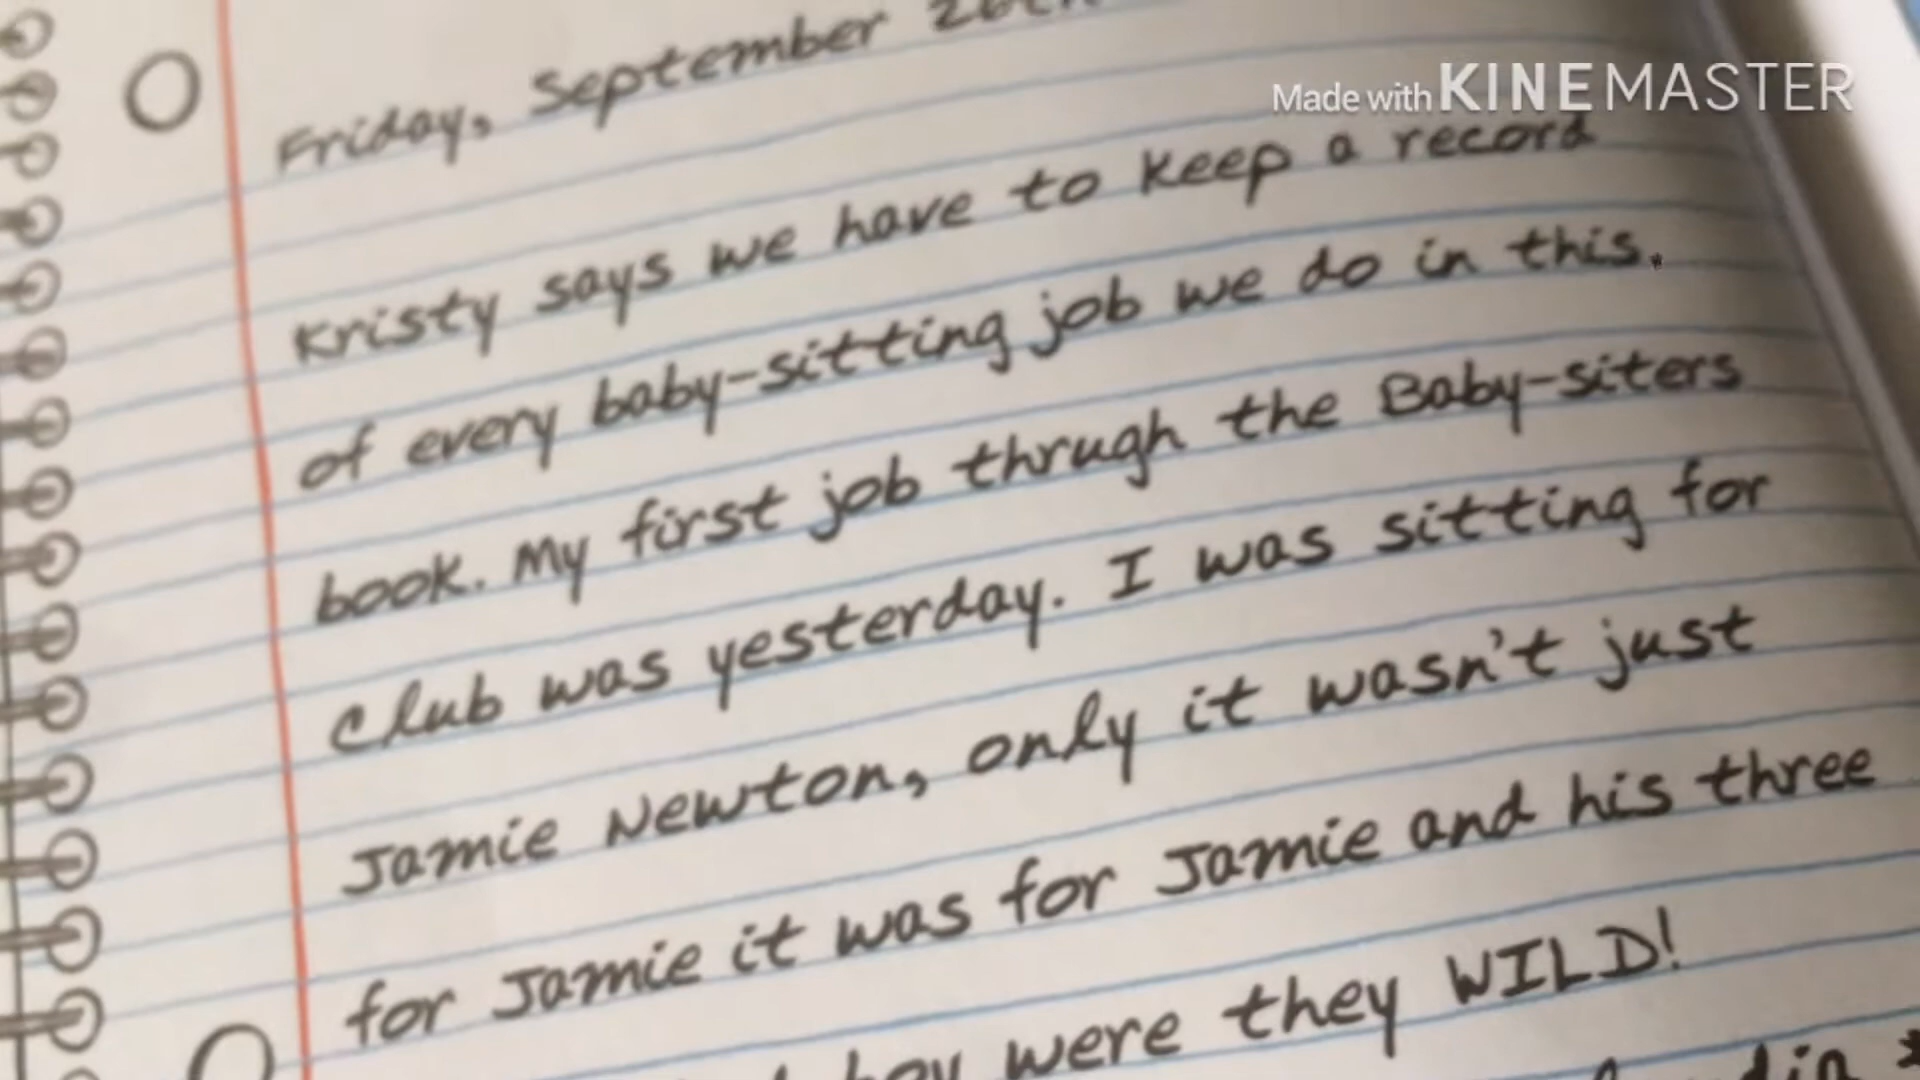 Friday, September
Made with KINEMASTER
Kristy says we have to keep a record
of every baby-sitting job we do in this.
book. My first job thrugh the Baby-siters
Club was yesterday. I was sitting for
Jamie Newton, only it wasn't just
for Jamie it was for Jamie and his three
boy were they WILD!